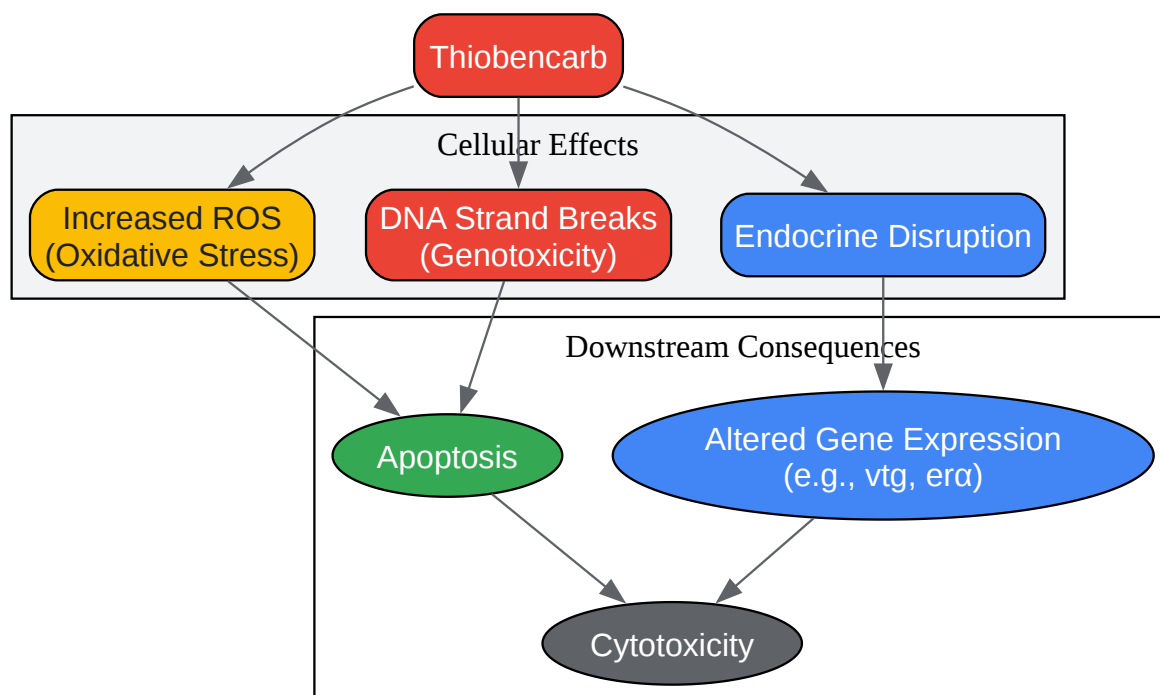 Thiobencarb
Cellular Effects
Increased ROS
(Oxidative Stress)
DNA Strand Breaks
(Genotoxicity)
Endocrine Disruption
Downstream Consequences
Apoptosis
Altered Gene Expression
(e.g., vtg, erα)
Cytotoxicity